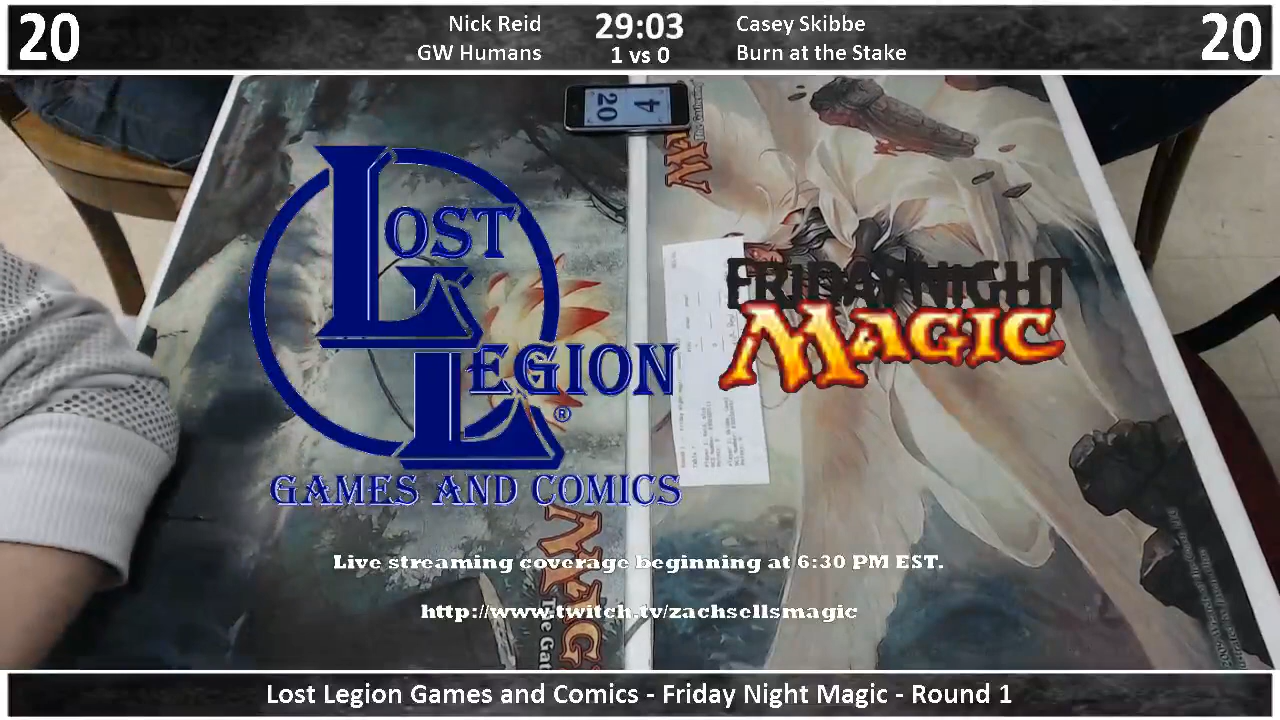 20
Nick Reid
GW Humans
29:03
1 vs 0
Casey Skibbe
Burn at the Stake
20
20
4
LOST
LEGION
®
GAMES AND COMICS
FRIDAY NIGHT
MAGIC
Live streaming coverage beginning at 6:30 PM EST.
http://www.twitch.tv/zachsellsmagic
Lost Legion Games and Comics - Friday Night Magic - Round 1